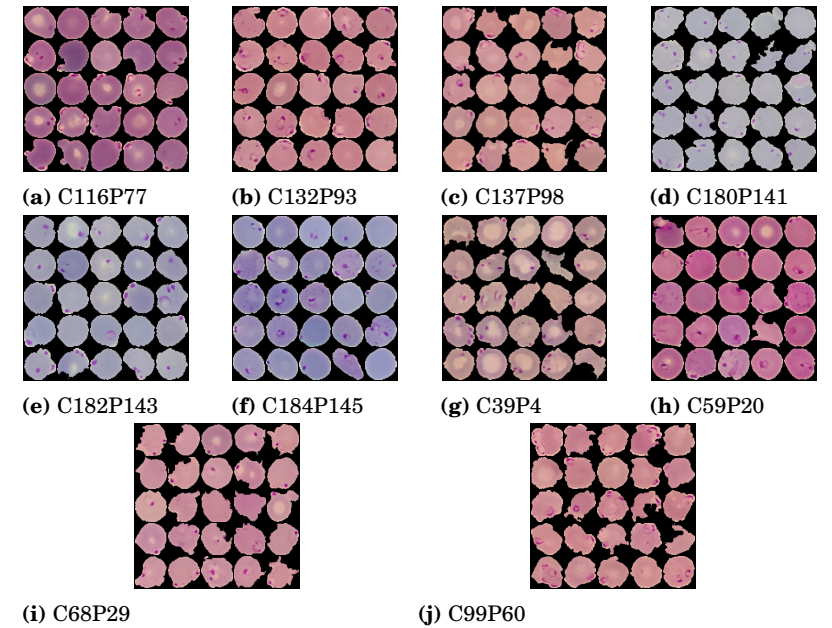 (a) C116P77 (b) C132P93 (c) C137P98 (d) C180P141
(e) C182P143 (f) C184P145 (g) C39P4 (h) C59P20
(i) C68P29 (j) C99P60